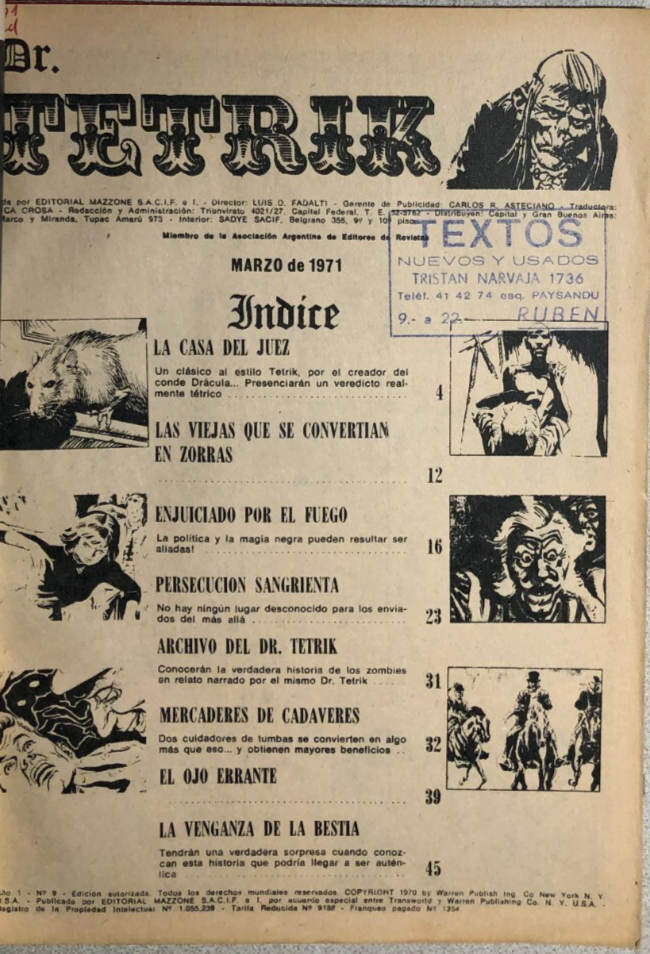 Dr.
TETRIK
por EDITORIAL MAZZONE S.A.C.I.F. e I. - Director: LUIS D. FADALTI - Gerente de Publicidad: CARLOS R. ASTECIANO - Traductora:
CA CROSA - Redacción y Administración: Triunvirato 4021/27, Capital Federal, T. E. 52-5762 - Distribuyen: Capital y Gran Buenos Aires:
y Miranda, Tupac Amarú 973 - Interior: SADYE SACIF, Belgrano 355, 9º y 10º pisos
Miembro de la Asociación Argentina de Editores de Revistas
TEXTOS
NUEVOS Y USADOS
TRISTAN NARVAJA 1736
Teléf. 41 42 74 esq. PAYSANDU
9.- a 22.- RUBEN
MARZO de 1971
Indice
LA CASA DEL JUEZ
Un clásico al estilo Tetrik, por el creador del
conde Drácula... Presenciarán un veredicto real-
mente tétrico 4
LAS VIEJAS QUE SE CONVERTIAN
EN ZORRAS
12
ENJUICIADO POR EL FUEGO
La política y la magia negra pueden resultar ser
aliadas! 16
PERSECUCION SANGRIENTA
No hay ningún lugar desconocido para los envia-
dos del más allá 23
ARCHIVO DEL DR. TETRIK
Conocerán la verdadera historia de los zombies
en relato narrado por el mismo Dr. Tetrik 31
MERCADERES DE CADAVERES
Dos cuidadores de tumbas se convierten en algo
más que eso... y obtienen mayores beneficios 32
EL OJO ERRANTE
39
LA VENGANZA DE LA BESTIA
Tendrán una verdadera sorpresa cuando conoz-
can esta historia que podría llegar a ser autén-
tica 45
Año 1 - Nº 9 - Edición autorizada. Todos los derechos mundiales reservados. COPYRIGHT 1970 by Warren Publish Ing. Co New York N. Y.
U.S.A. - Publicada por EDITORIAL MAZZONE S.A.C.I.F. e I. por acuerdo especial entre Transworld y Warren Publishing Co. N. Y. U.S.A. -
Registro de la Propiedad Intelectual Nº 1.055.239 - Tarifa Reducida Nº 9188 - Franqueo pagado Nº 1254